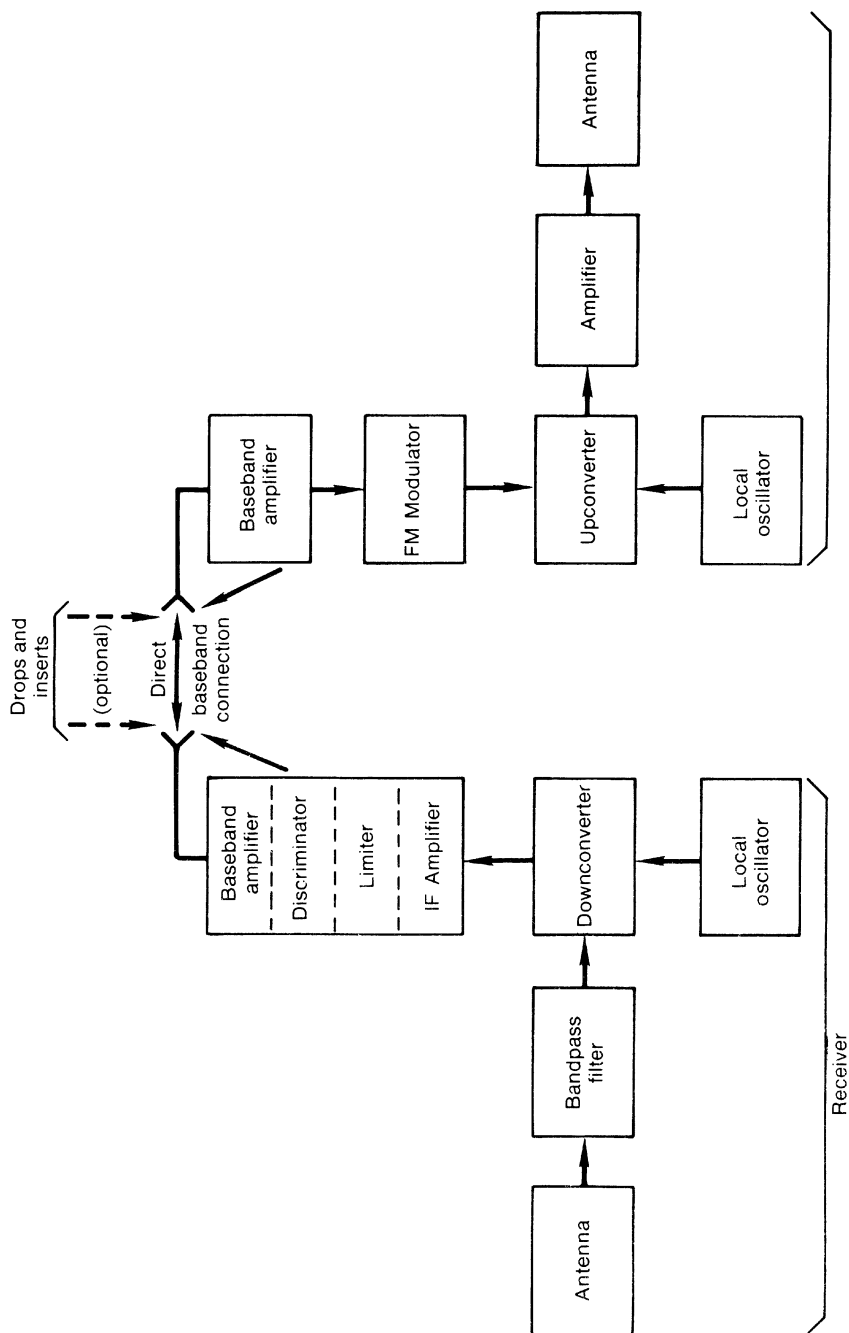 Drops and
inserts
(optional)
Direct
baseband
connection
Baseband
amplifier
Discriminator
Limiter
IF Amplifier
Baseband
amplifier
FM Modulator
Antenna
Bandpass
filter
Downconverter
Upconverter
Amplifier
Antenna
Local
oscillator
Local
oscillator
Receiver